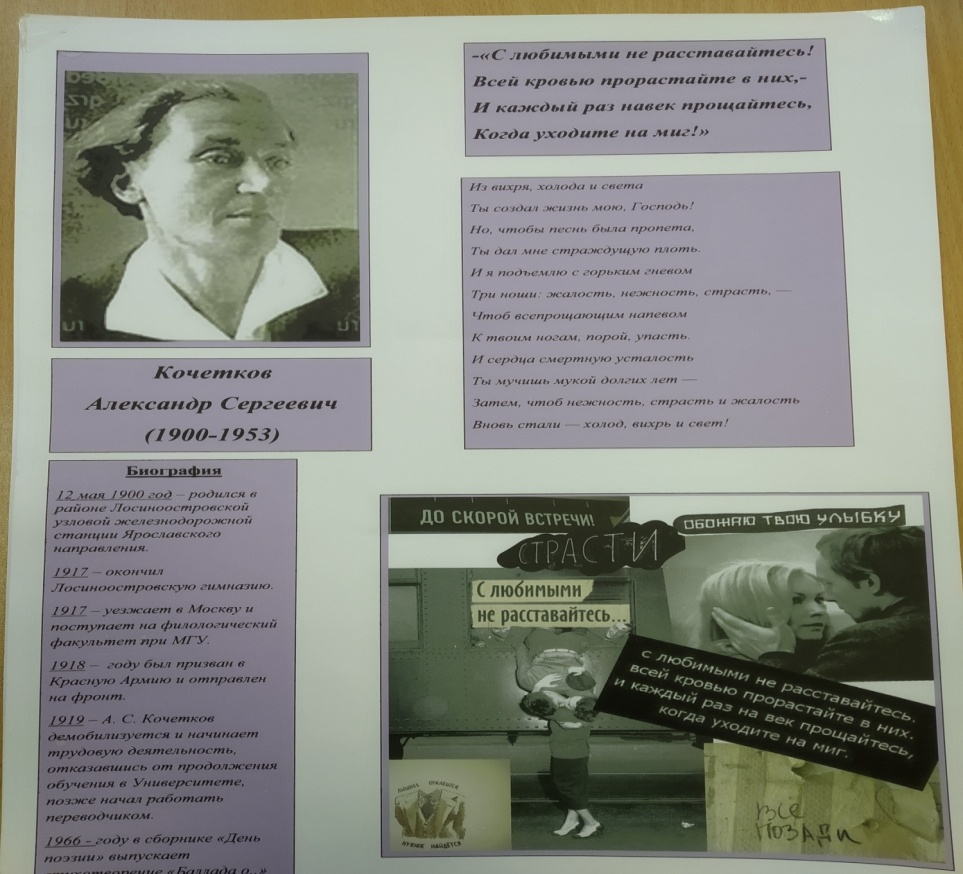 -«С любимыми не расставайтесь!
Всей кровью прорастайте в них,-
И каждый раз навек прощайтесь,
Когда уходите на миг!»
Из вихря, холода и света
Ты создал жизнь мою, Господь!
Но, чтобы песнь была пропета,
Ты дал мне страждущую плоть.
И я подъемлю с горьким гневом
Три ноши: жалость, нежность, страсть, —
Чтоб всепрощающим напевом
К твоим ногам, порой, упасть.
И сердца смертную усталость
Ты мучишь мукой долгих лет —
Затем, чтоб нежность, страсть и жалость
Вновь стали — холод, вихрь и свет!
Кочетков
Александр Сергеевич
(1900-1953)
Биография
12 мая 1900 год – родился в
районе Лосиноостровской
узловой железнодорожной
станции Ярославского
направления.
1917 – окончил
Лосиноостровскую гимназию.
1917 – уезжает в Москву и
поступает на филологический
факультет при МГУ.
1918 – году был призван в
Красную Армию и отправлен
на фронт.
1919 – А. С. Кочетков
демобилизуется и начинает
трудовую деятельность,
отказавшись от продолжения
обучения в Университете,
позже начал работать
переводчиком.
1966 - году в сборнике «День
поэзии» выпускает
стихотворение «Баллада о..»
ДО СКОРОЙ ВСТРЕЧИ!
ОБОЖАЮ ТВОЮ УЛЫБКУ
СТРАСТИ
С любимыми
не расставайтесь...
с любимыми не расставайтесь.
всей кровью прорастайте в них.
и каждый раз на век прощайтесь,
когда уходите на миг.
НУЖНОЕ НАЙДЁТСЯ
ВСЕ
ПОЗАДИ